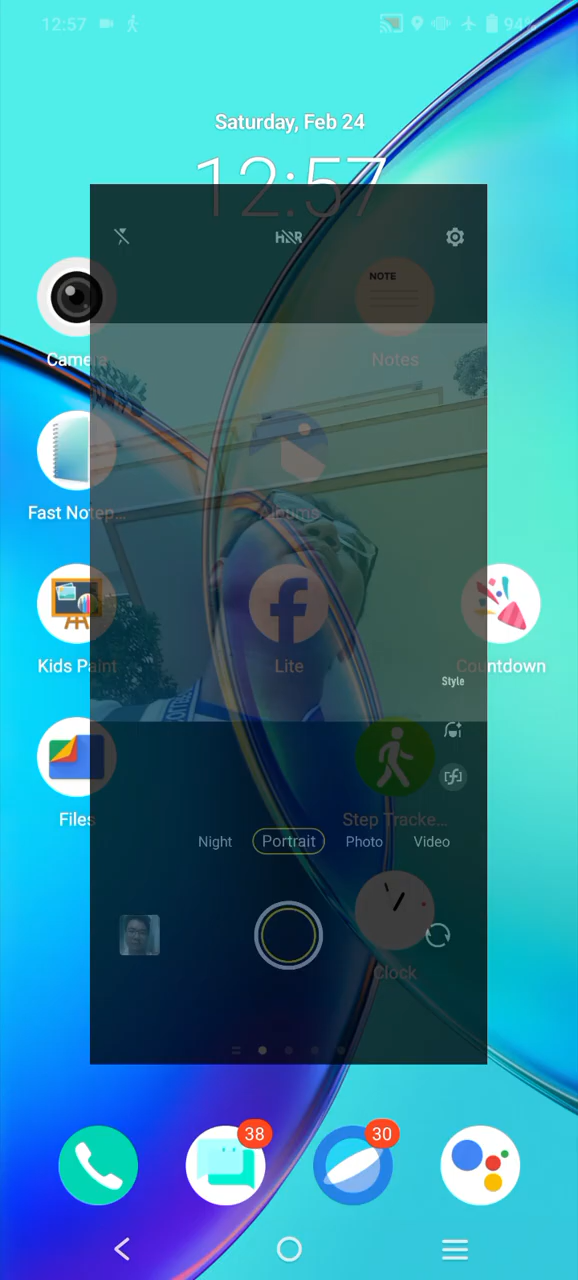 12:57
94%
Saturday, Feb 24
12:57
HDR
NOTE
Came
Notes
Fast Notep...
Albums
Kids Paint
Lite
Countdown
Style
Files
Step Tracke...
Night
Portrait
Photo
Video
Clock
38
30